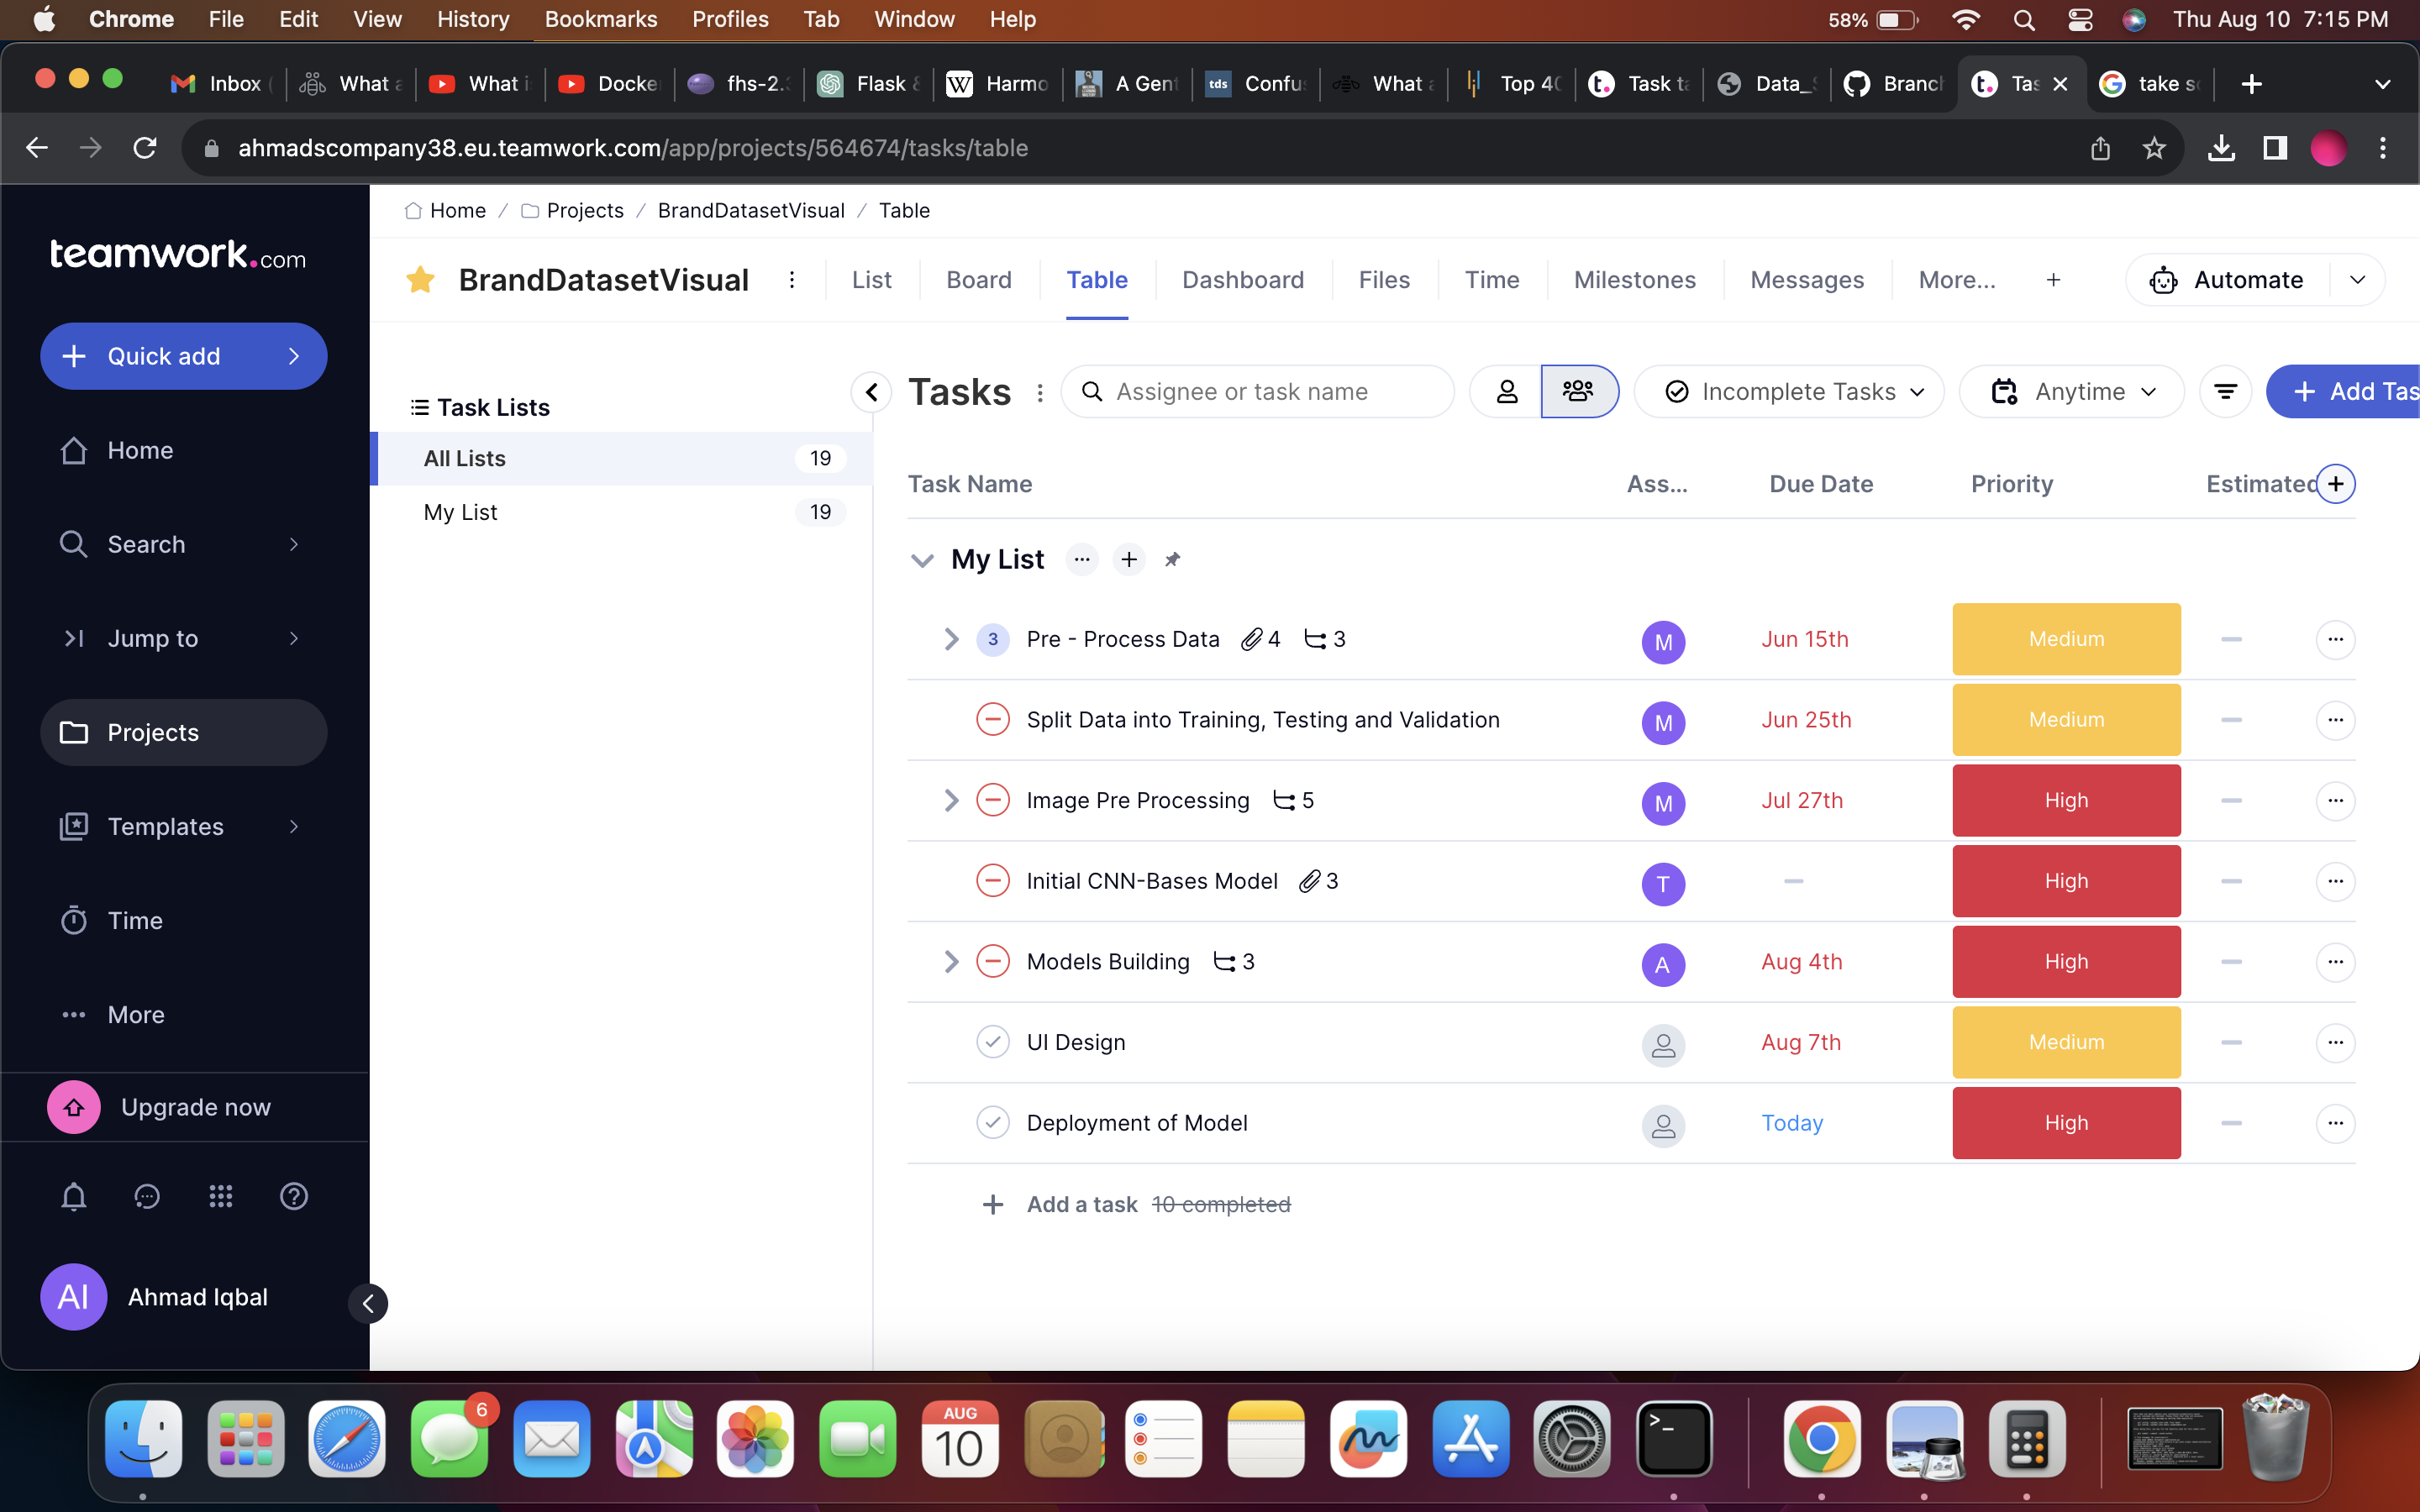 Chrome File Edit View History Bookmarks Profiles Tab Window Help 58% Thu Aug 10 7:15 PM
Inbox ( What a What i Docke fhs-2. Flask & Harmo A Gent tds Confu What a Top 40 Task ta Data_S Branch Tas take sc
ahmadscompany38.eu.teamwork.com/app/projects/564674/tasks/table
Home / Projects / BrandDatasetVisual / Table
teamwork.com
BrandDatasetVisual List Board Table Dashboard Files Time Milestones Messages More... + Automate
Quick add
Home
Search
Jump to
Projects
Templates
Time
More
Upgrade now
AI Ahmad Iqbal
Task Lists
All Lists 19
My List 19
Tasks Assignee or task name Incomplete Tasks Anytime + Add Tas
Task Name Ass... Due Date Priority Estimated
My List
3 Pre - Process Data 4 3 M Jun 15th Medium
Split Data into Training, Testing and Validation M Jun 25th Medium
Image Pre Processing 5 M Jul 27th High
Initial CNN-Bases Model 3 T High
Models Building 3 A Aug 4th High
UI Design Aug 7th Medium
Deployment of Model Today High
+ Add a task 10 completed
6
AUG
10